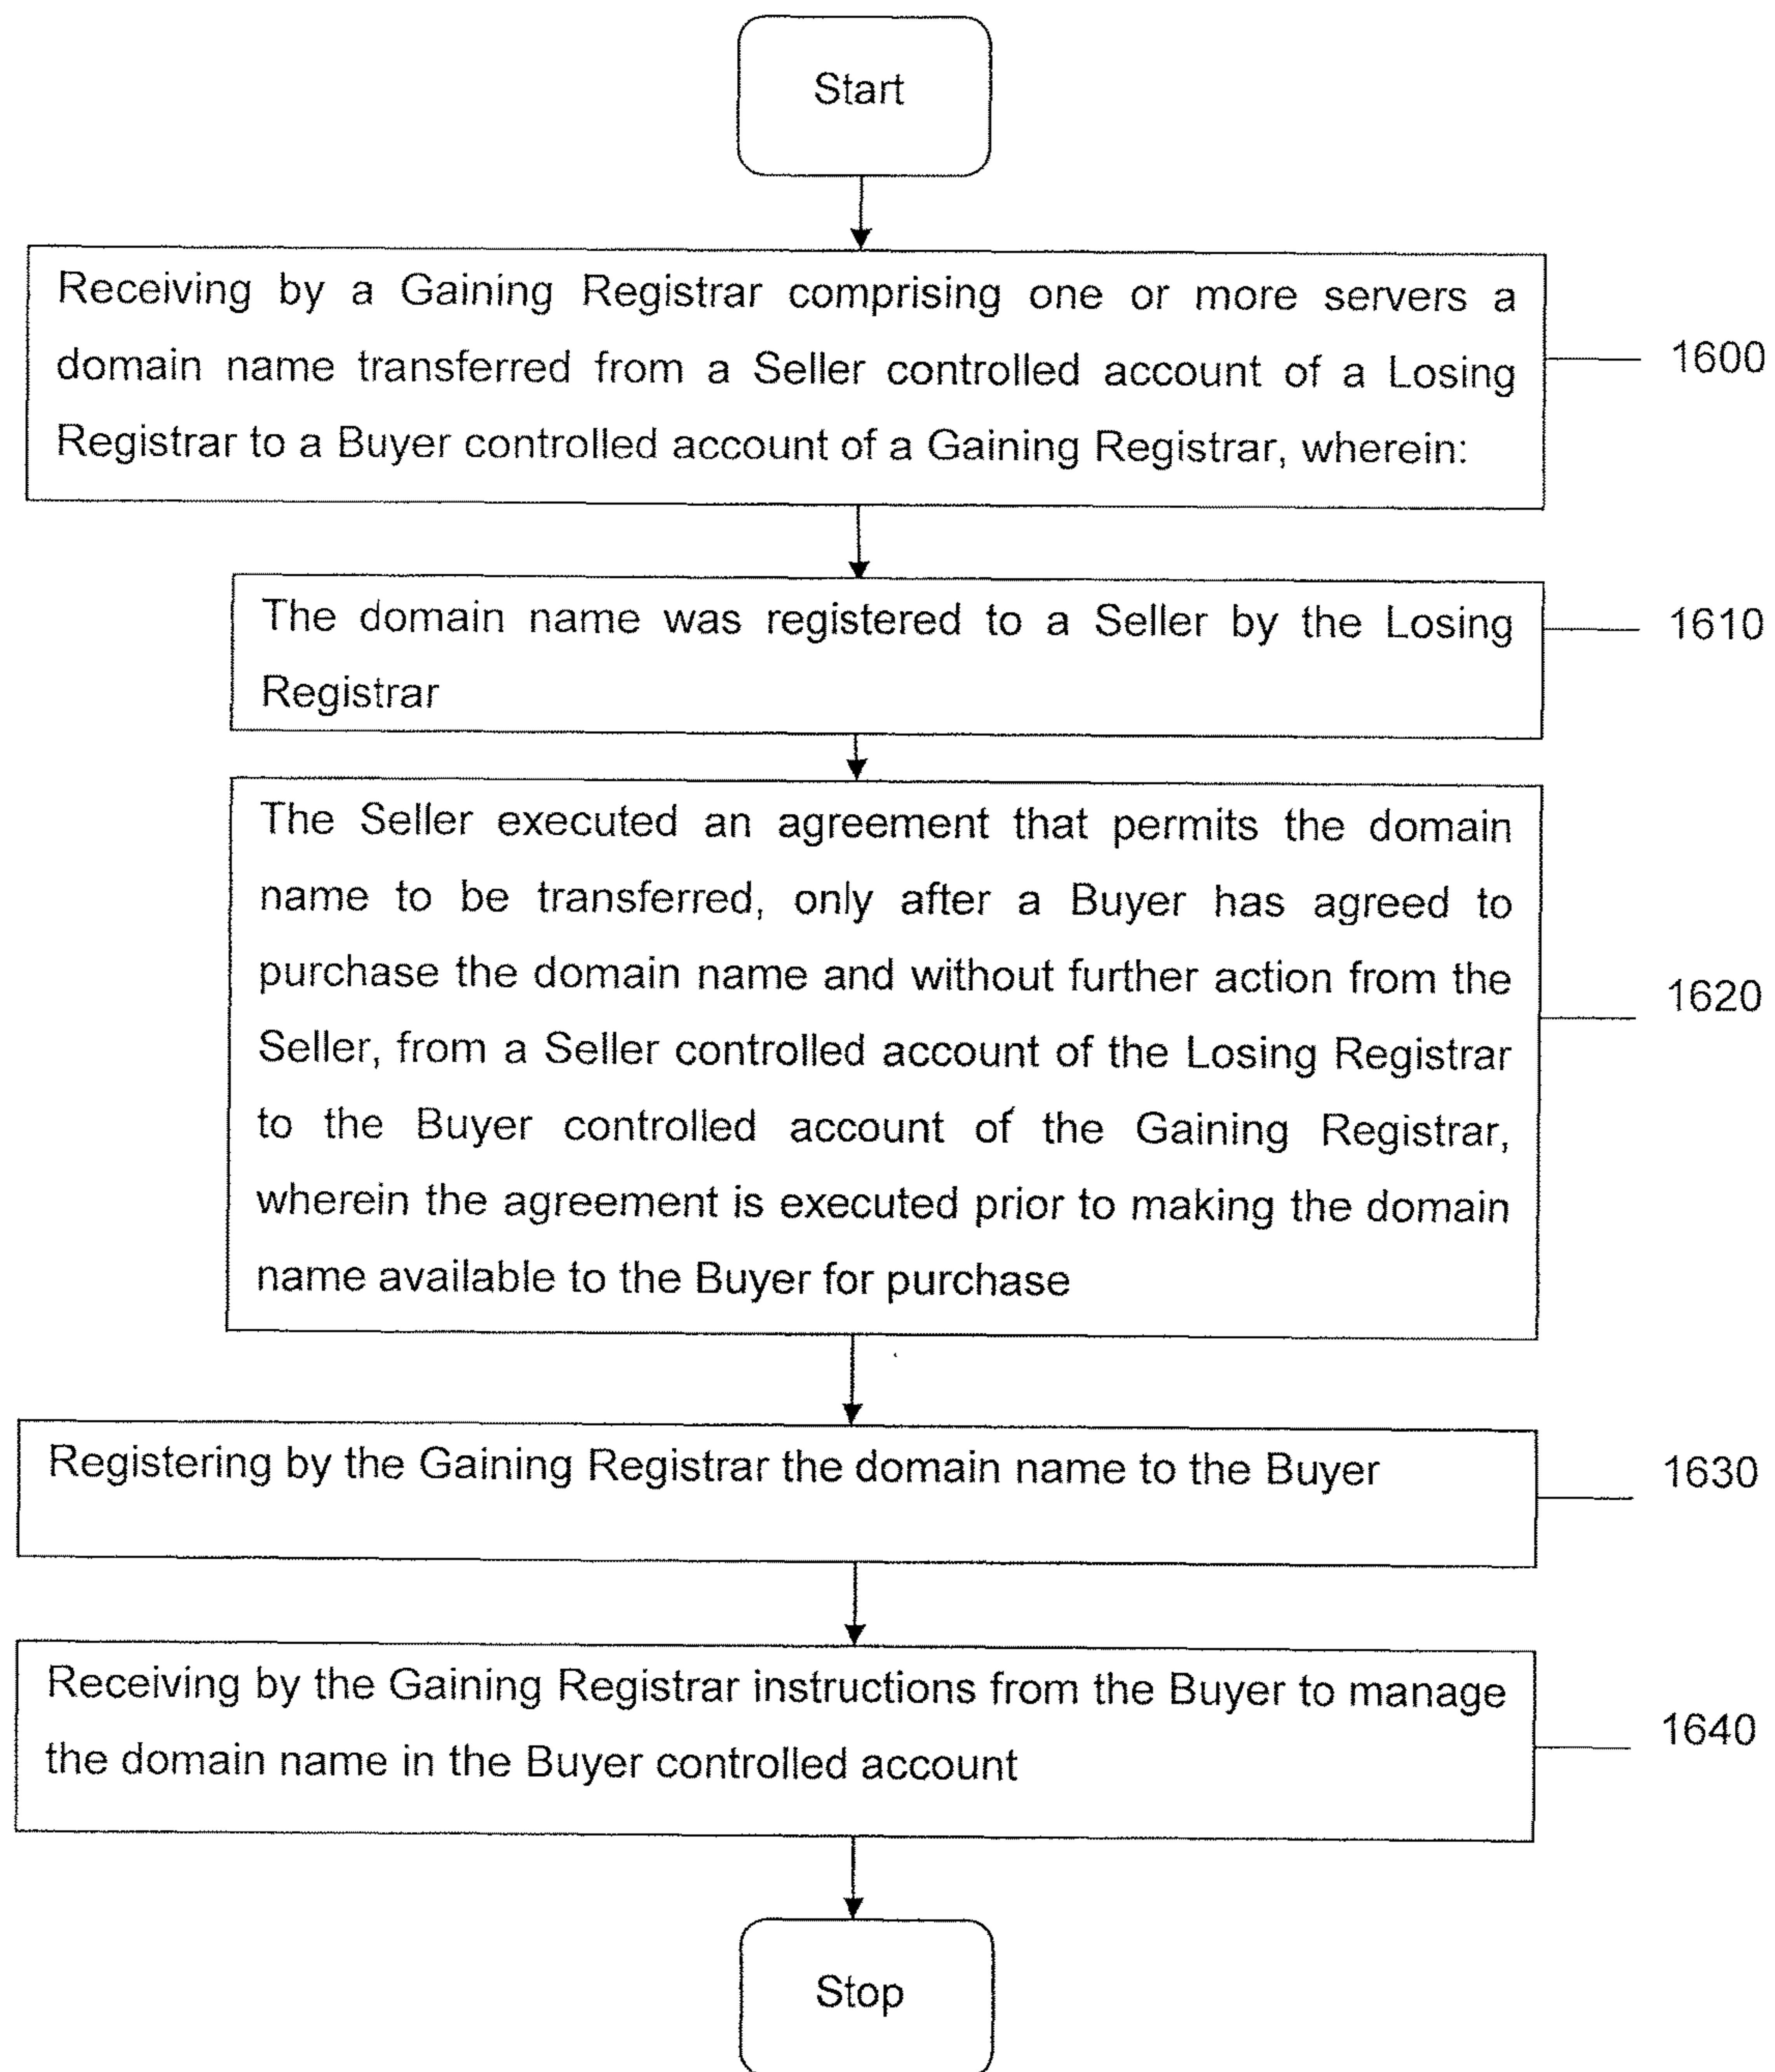 Start
Receiving by a Gaining Registrar comprising one or more servers a
domain name transferred from a Seller controlled account of a Losing
Registrar to a Buyer controlled account of a Gaining Registrar, wherein:
1600
The domain name was registered to a Seller by the Losing
Registrar
1610
The Seller executed an agreement that permits the domain
name to be transferred, only after a Buyer has agreed to
purchase the domain name and without further action from the
Seller, from a Seller controlled account of the Losing Registrar
to the Buyer controlled account of the Gaining Registrar,
wherein the agreement is executed prior to making the domain
name available to the Buyer for purchase
1620
Registering by the Gaining Registrar the domain name to the Buyer
1630
Receiving by the Gaining Registrar instructions from the Buyer to manage
the domain name in the Buyer controlled account
1640
Stop